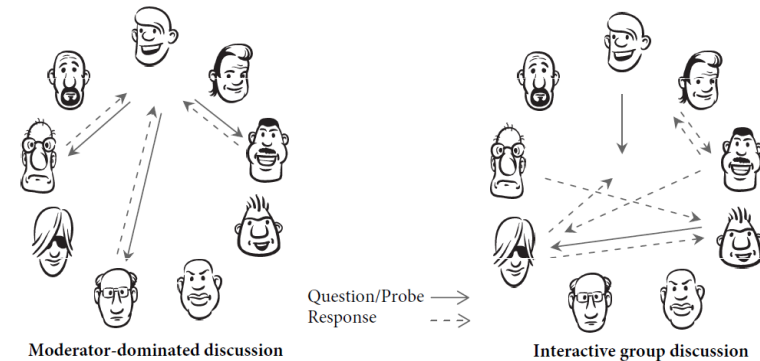 Question/Probe
Response
Moderator-dominated discussion
Interactive group discussion